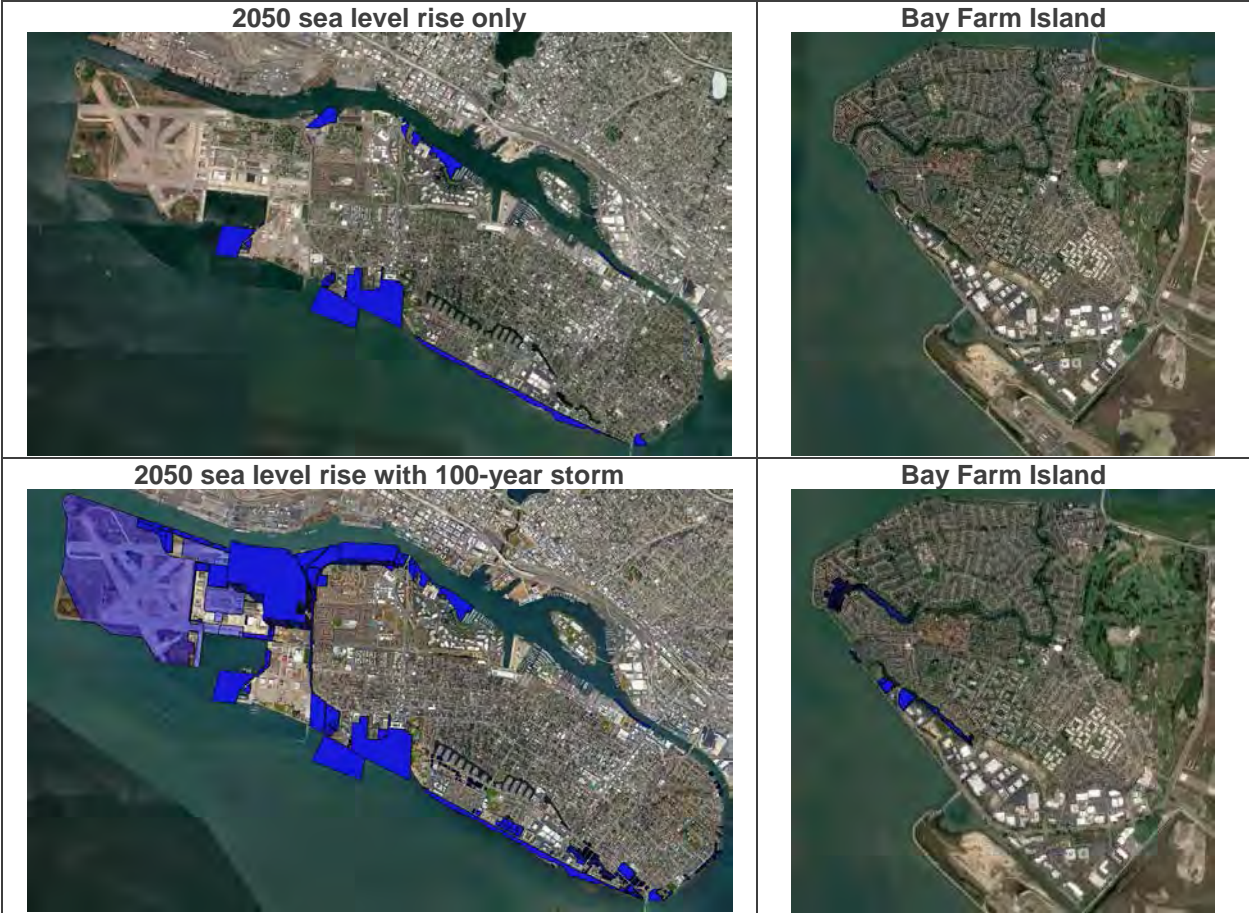 2050 sea level rise only
Bay Farm Island
2050 sea level rise with 100-year storm
Bay Farm Island